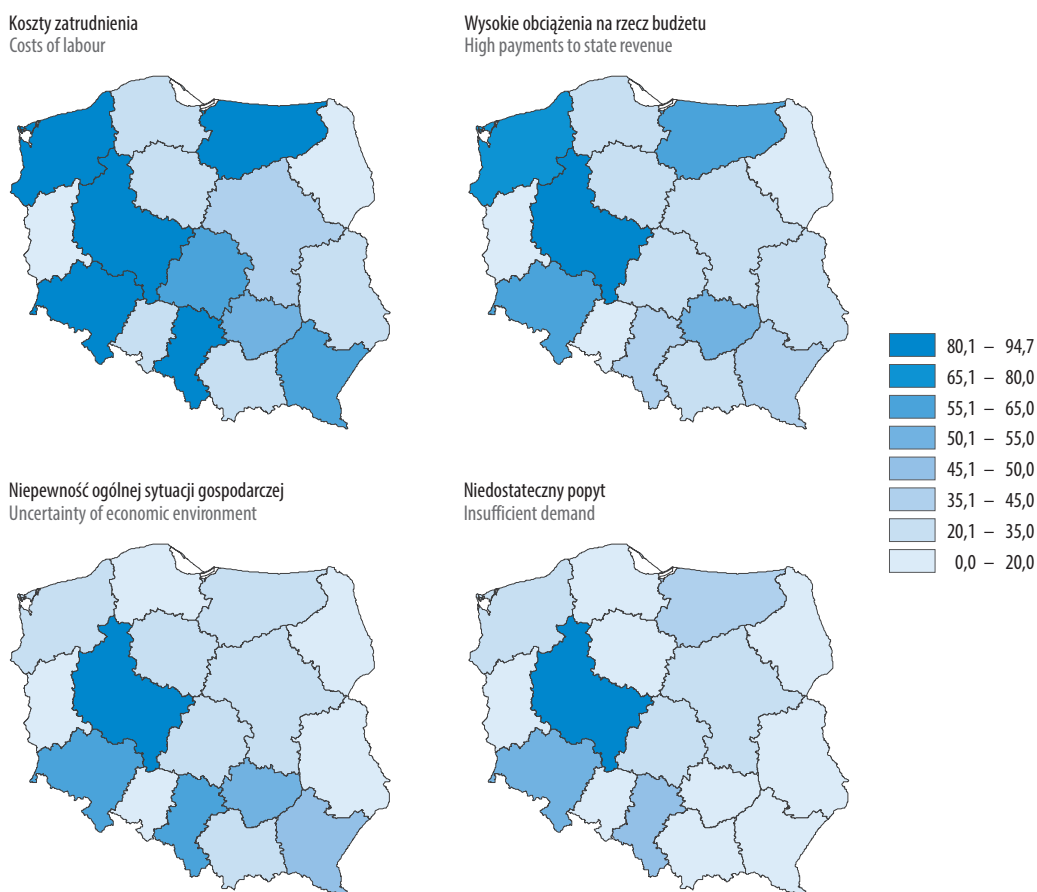 Koszty zatrudnienia
Costs of labour
Wysokie obciążenia na rzecz budżetu
High payments to state revenue
80,1 – 94,7
65,1 – 80,0
55,1 – 65,0
50,1 – 55,0
45,1 – 50,0
35,1 – 45,0
20,1 – 35,0
0,0 – 20,0
Niepewność ogólnej sytuacji gospodarczej
Uncertainty of economic environment
Niedostateczny popyt
Insufficient demand